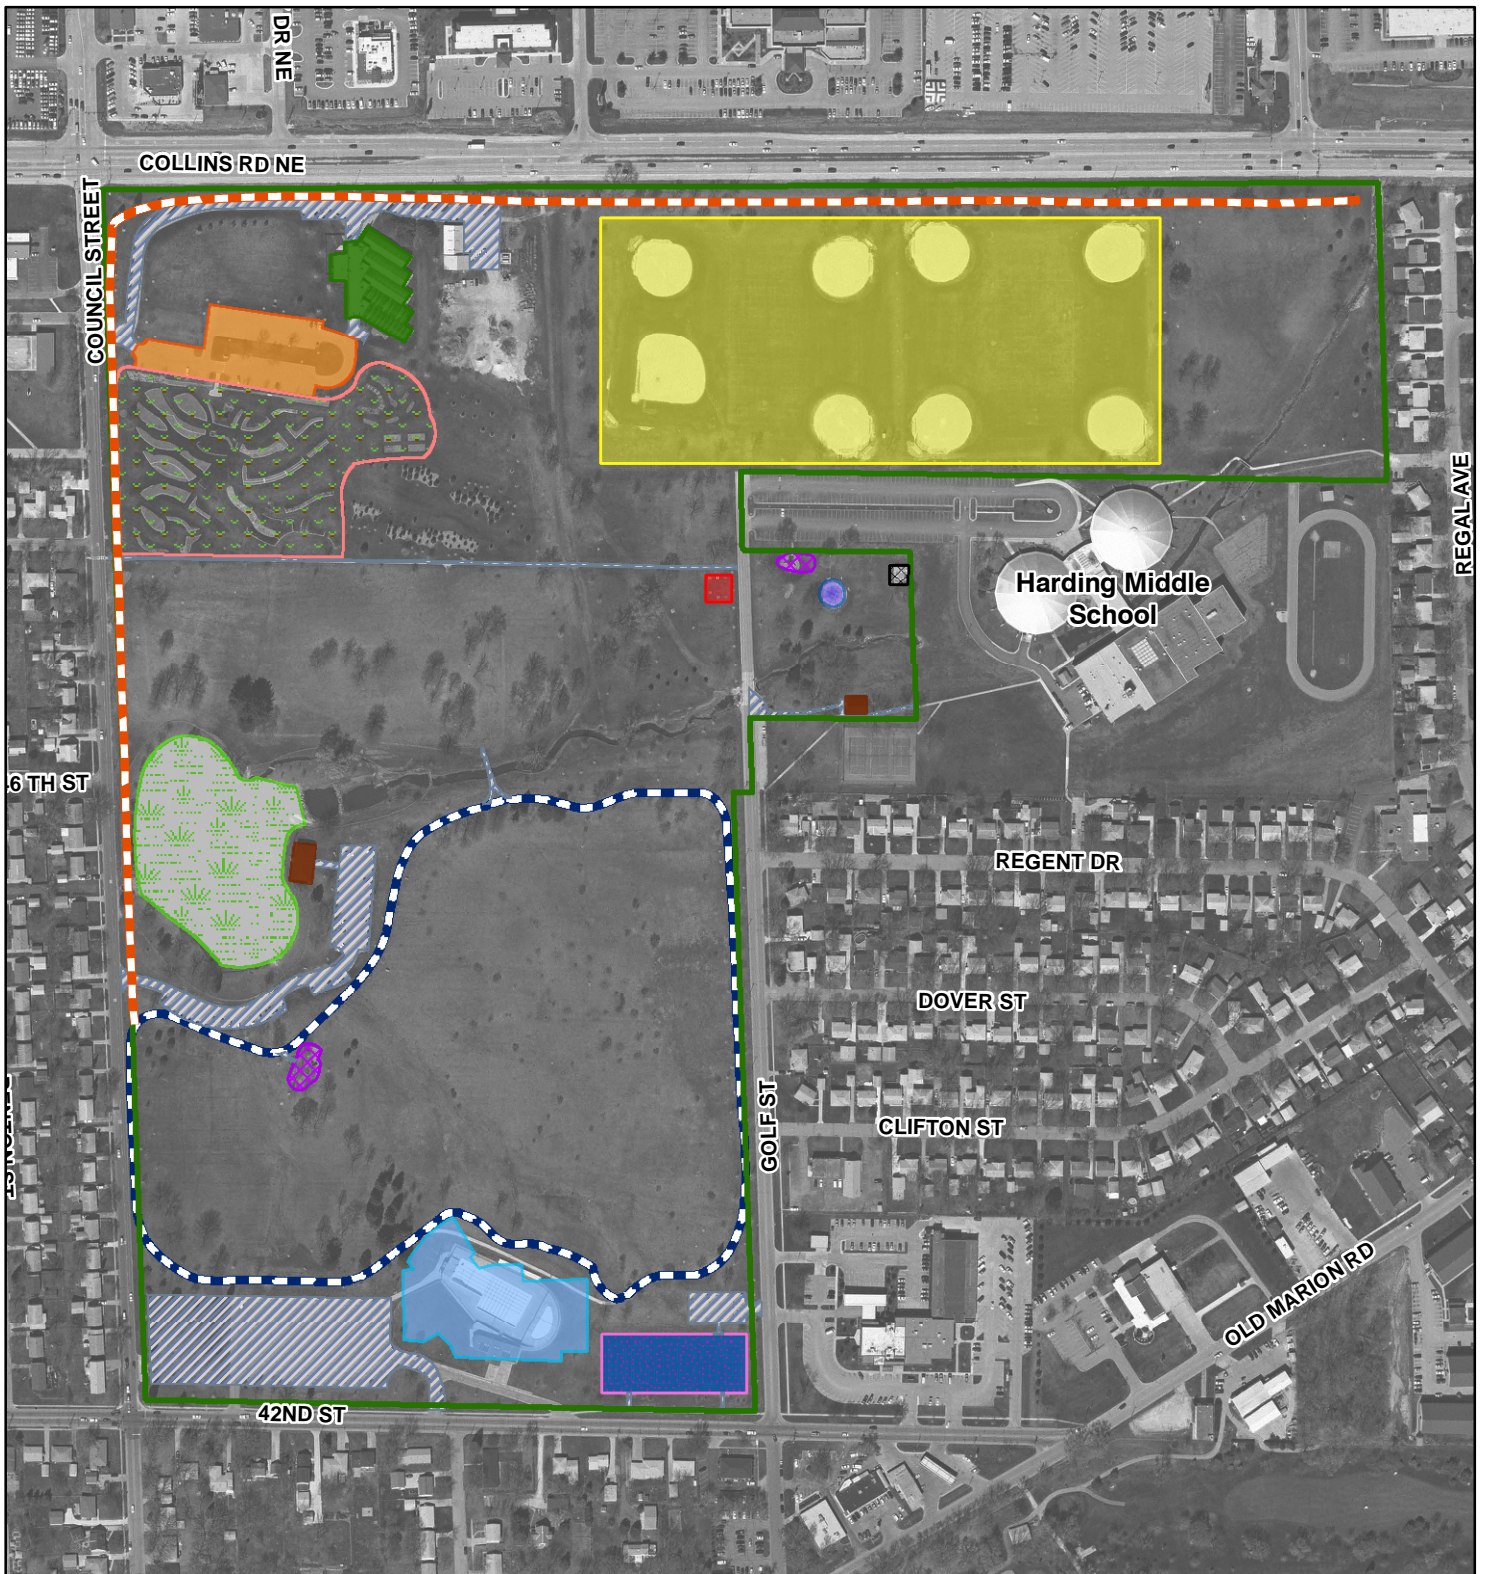 DR NE
COLLINS RD NE
COUNCIL STREET
REGAL AVE
Harding Middle
School
6 TH ST
REGENT DR
DOVER ST
CLIFTON ST
GOLF ST
OLD MARION RD
42ND ST